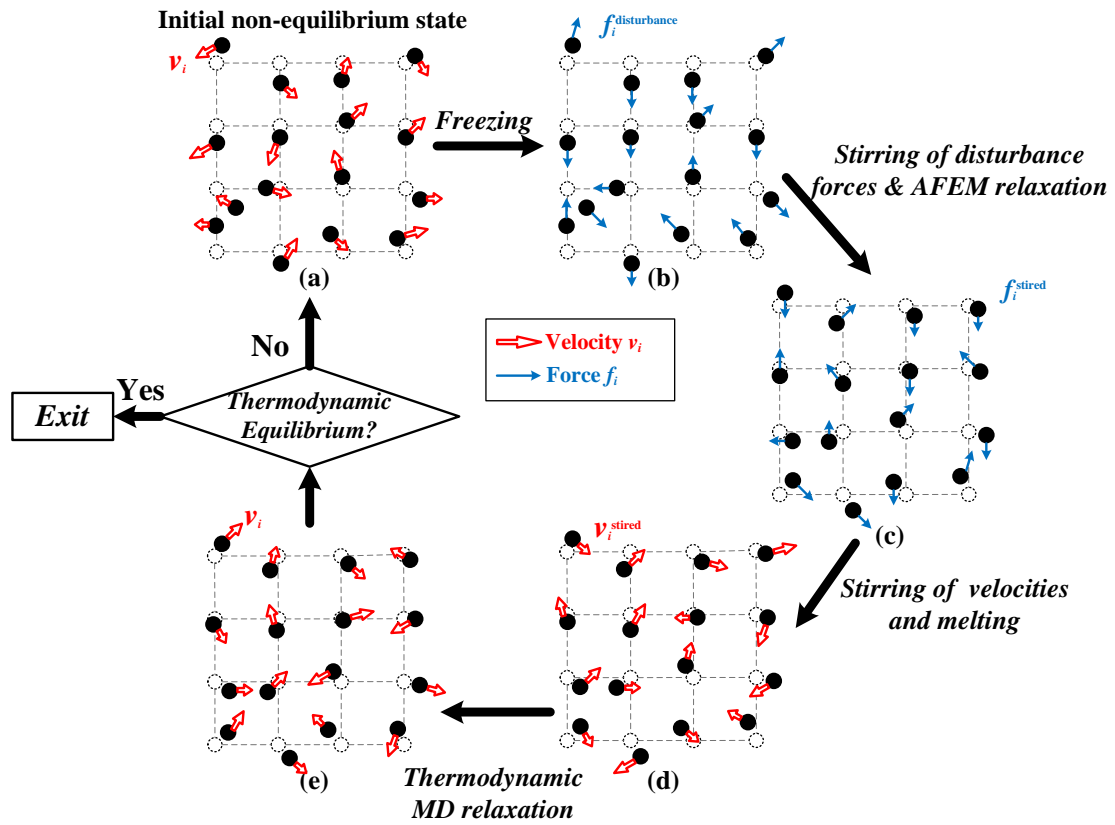 Initial non-equilibrium state
v_i
f_i^disturbance
Freezing
(a)
(b)
Stirring of disturbance
forces & AFEM relaxation
f_i^stired
No
Velocity v_i
Force f_i
Yes
Exit
Thermodynamic
Equilibrium?
(c)
v_i
v_i^stired
Stirring of velocities
and melting
(e)
(d)
Thermodynamic
MD relaxation